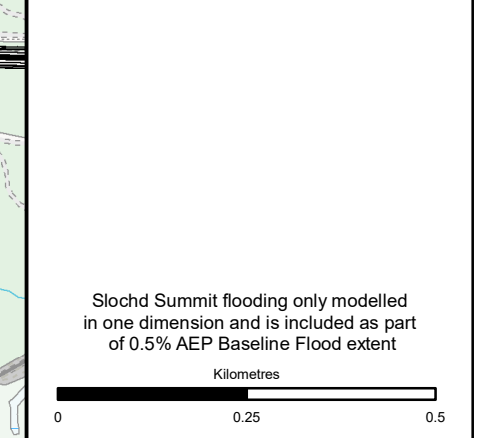 Slochd Summit flooding only modelled
in one dimension and is included as part
of 0.5% AEP Baseline Flood extent
Kilometres
0 0.25 0.5